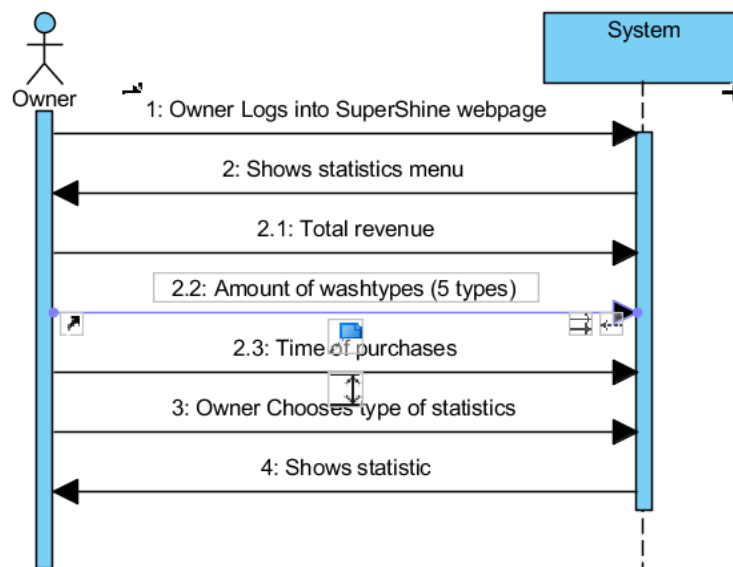 System
Owner
1: Owner Logs into SuperShine webpage
2: Shows statistics menu
2.1: Total revenue
2.2: Amount of washtypes (5 types)
2.3: Time of purchases
3: Owner Chooses type of statistics
4: Shows statistic